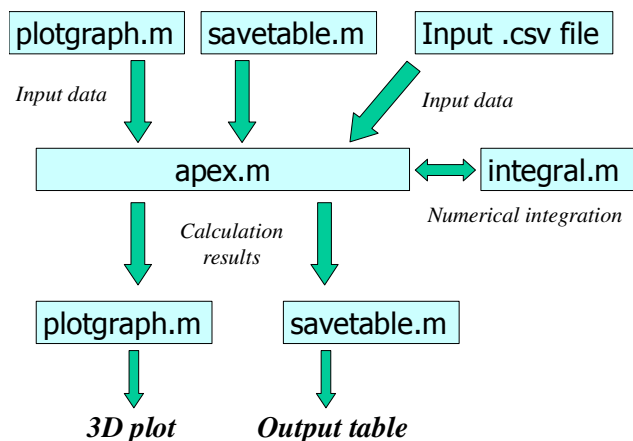 plotgraph.m
savetable.m
Input .csv file
Input data
Input data
apex.m
integral.m
Numerical integration
Calculation
results
plotgraph.m
savetable.m
3D plot
Output table